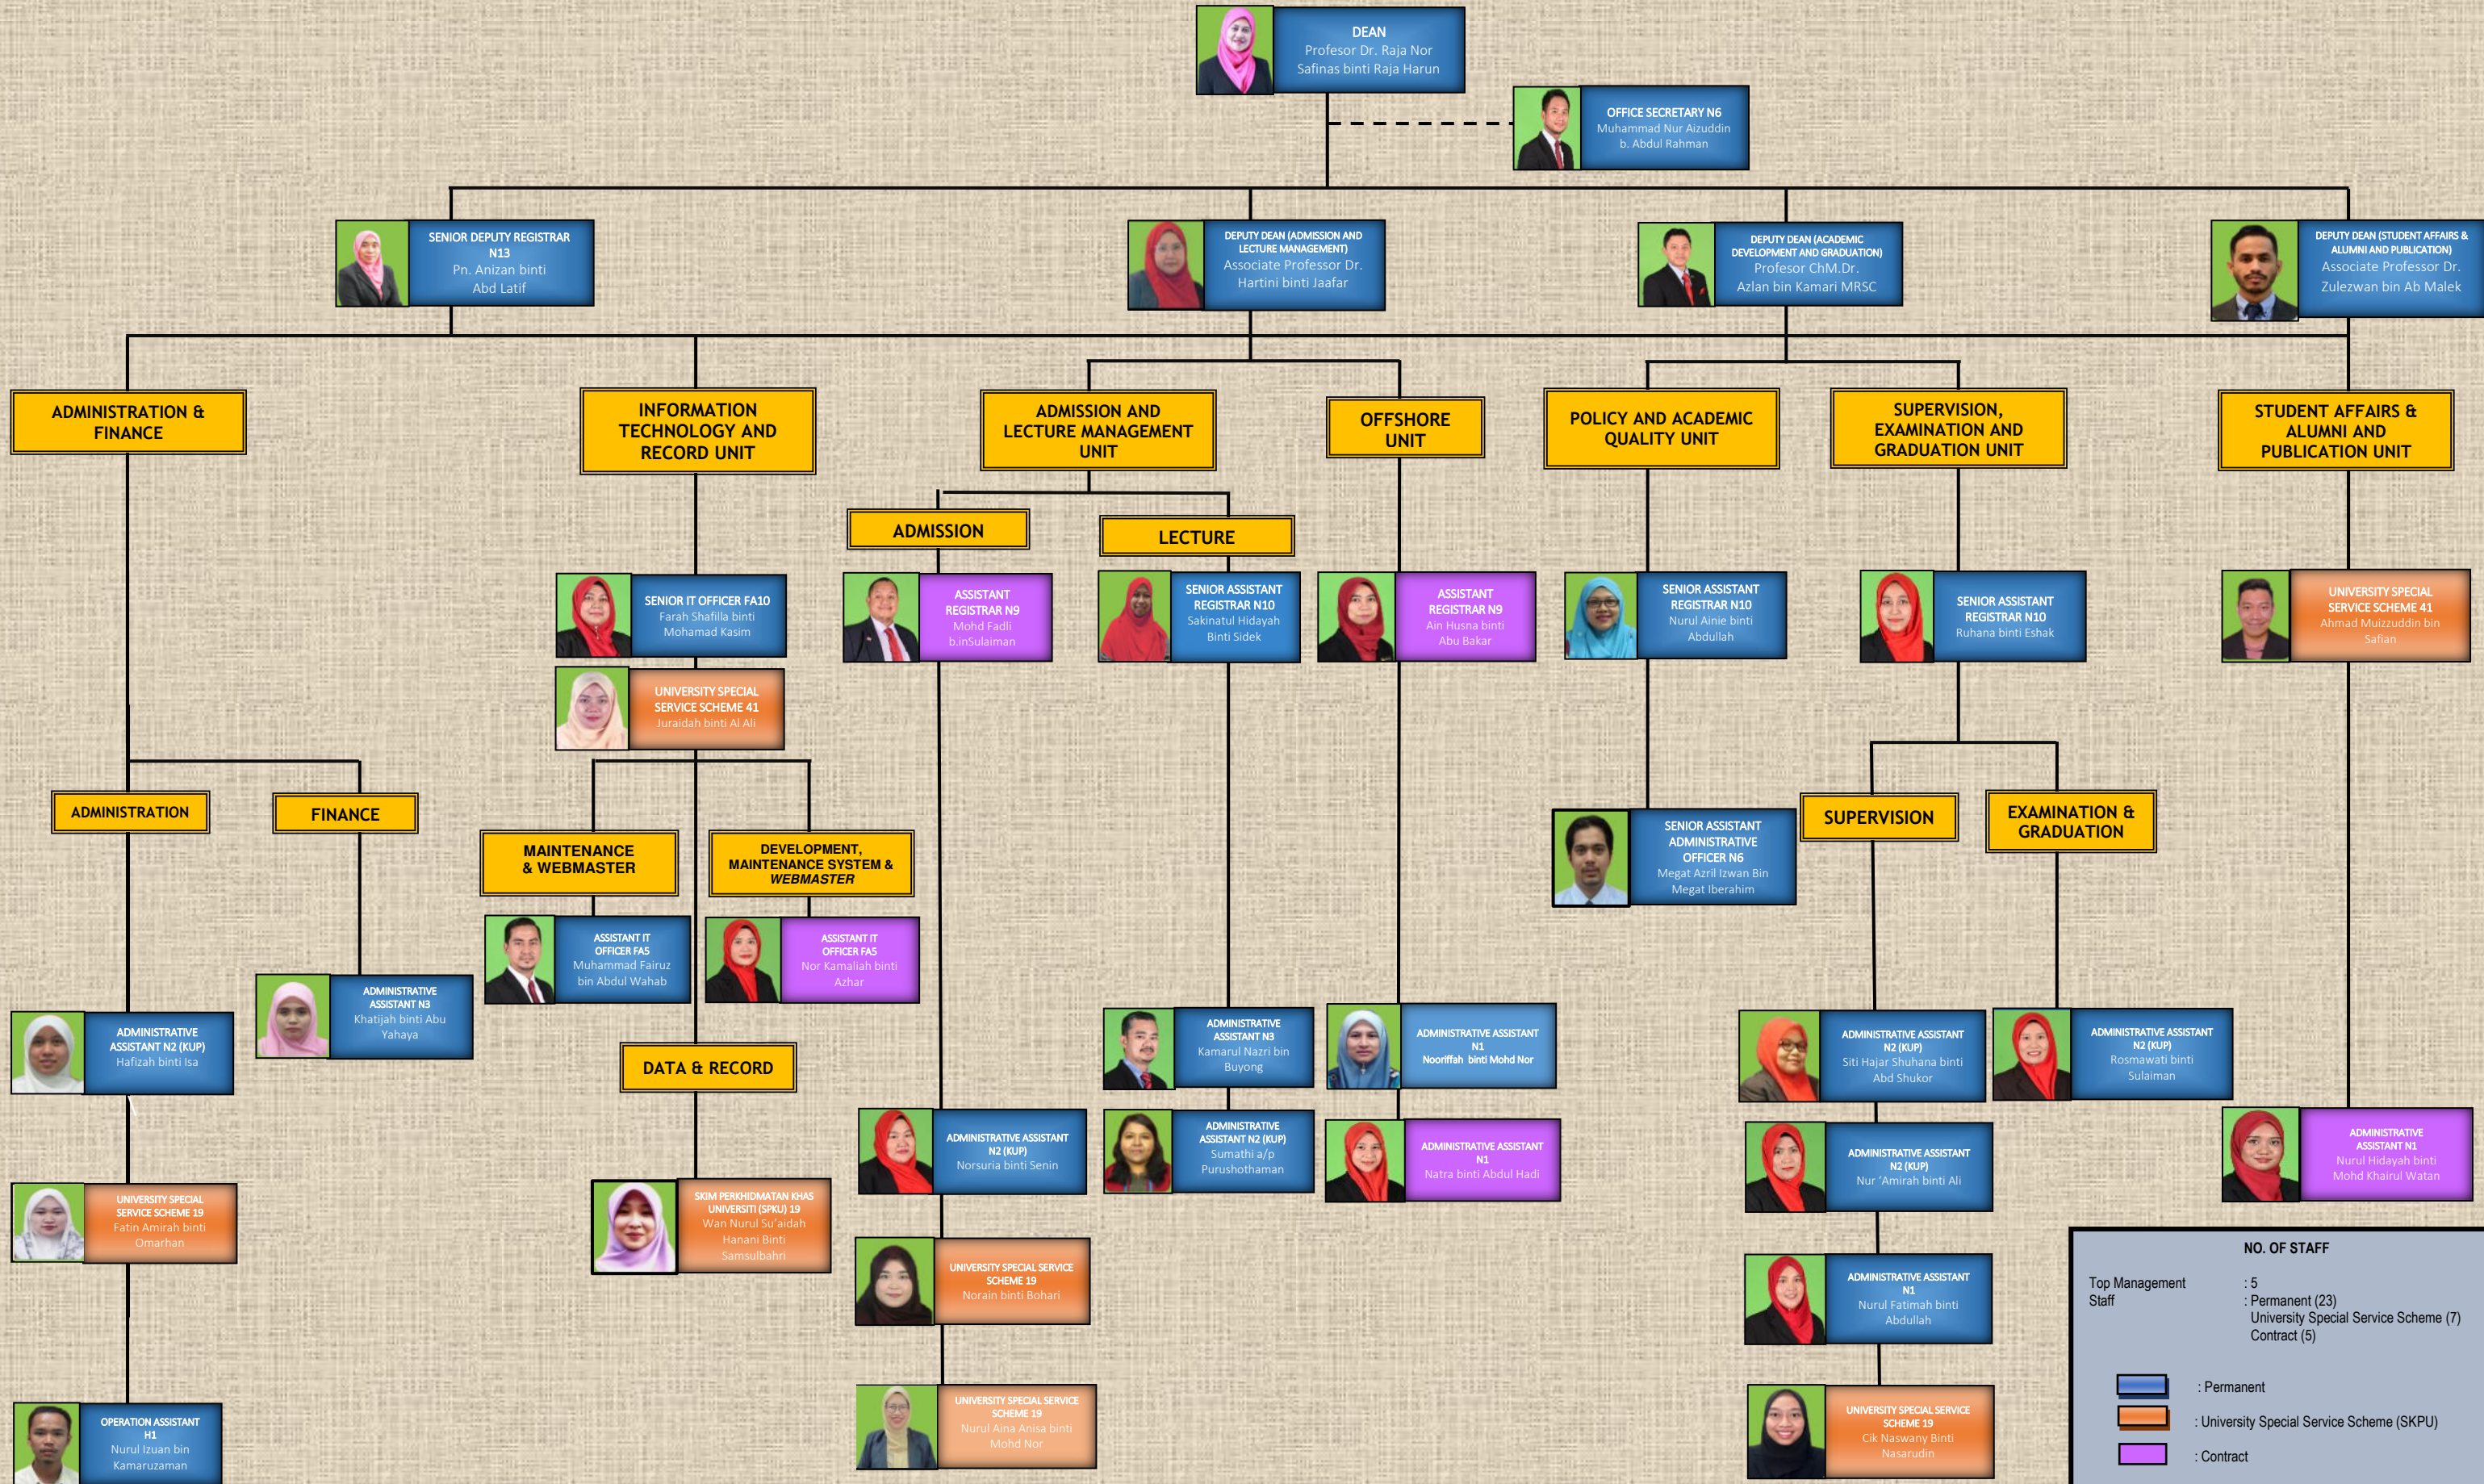 DEAN
Profesor Dr. Raja Nor
Safinas binti Raja Harun
OFFICE SECRETARY N6
Muhammad Nur Aizuddin
b. Abdul Rahman
SENIOR DEPUTY REGISTRAR
N13
Pn. Anizan binti
Abd Latif
DEPUTY DEAN (ADMISSION AND
LECTURE MANAGEMENT)
Associate Professor Dr.
Hartini binti Jaafar
DEPUTY DEAN (ACADEMIC
DEVELOPMENT AND GRADUATION)
Profesor ChM.Dr.
Azlan bin Kamari MRSC
DEPUTY DEAN (STUDENT AFFAIRS &
ALUMNI AND PUBLICATION)
Associate Professor Dr.
Zulezwan bin Ab Malek
ADMINISTRATION &
FINANCE
INFORMATION
TECHNOLOGY AND
RECORD UNIT
ADMISSION AND
LECTURE MANAGEMENT
UNIT
OFFSHORE
UNIT
POLICY AND ACADEMIC
QUALITY UNIT
SUPERVISION,
EXAMINATION AND
GRADUATION UNIT
STUDENT AFFAIRS &
ALUMNI AND
PUBLICATION UNIT
ADMISSION
LECTURE
SENIOR IT OFFICER FA10
Farah Shafilla binti
Mohamad Kasim
ASSISTANT
REGISTRAR N9
Mohd Fadli
b.inSulaiman
SENIOR ASSISTANT
REGISTRAR N10
Sakinatul Hidayah
Binti Sidek
ASSISTANT
REGISTRAR N9
Ain Husna binti
Abu Bakar
SENIOR ASSISTANT
REGISTRAR N10
Nurul Ainie binti
Abdullah
SENIOR ASSISTANT
REGISTRAR N10
Ruhana binti Eshak
UNIVERSITY SPECIAL
SERVICE SCHEME 41
Ahmad Muizzuddin bin
Safian
UNIVERSITY SPECIAL
SERVICE SCHEME 41
Juraidah binti Al Ali
ADMINISTRATION
FINANCE
MAINTENANCE
& WEBMASTER
DEVELOPMENT,
MAINTENANCE SYSTEM &
WEBMASTER
SENIOR ASSISTANT
ADMINISTRATIVE
OFFICER N6
Megat Azril Izwan Bin
Megat Iberahim
SUPERVISION
EXAMINATION &
GRADUATION
ASSISTANT IT
OFFICER FA5
Muhammad Fairuz
bin Abdul Wahab
ASSISTANT IT
OFFICER FA5
Nor Kamaliah binti
Azhar
ADMINISTRATIVE
ASSISTANT N3
Khatijah binti Abu
Yahaya
ADMINISTRATIVE
ASSISTANT N2 (KUP)
Hafizah binti Isa
DATA & RECORD
ADMINISTRATIVE
ASSISTANT N3
Kamarul Nazri bin
Buyong
ADMINISTRATIVE ASSISTANT
N1
Nooriffah binti Mohd Nor
ADMINISTRATIVE ASSISTANT
N2 (KUP)
Siti Hajar Shuhana binti
Abd Shukor
ADMINISTRATIVE ASSISTANT
N2 (KUP)
Rosmawati binti
Sulaiman
ADMINISTRATIVE ASSISTANT
N2 (KUP)
Norsuria binti Senin
ADMINISTRATIVE
ASSISTANT N2 (KUP)
Sumathi a/p
Purushothaman
ADMINISTRATIVE ASSISTANT
N1
Natra binti Abdul Hadi
ADMINISTRATIVE ASSISTANT
N2 (KUP)
Nur ‘Amirah binti Ali
ADMINISTRATIVE
ASSISTANT N1
Nurul Hidayah binti
Mohd Khairul Watan
UNIVERSITY SPECIAL
SERVICE SCHEME 19
Fatin Amirah binti
Omarhan
SKIM PERKHIDMATAN KHAS
UNIVERSITI (SPKU) 19
Wan Nurul Su’aidah
Hanani Binti
Samsulbahri
UNIVERSITY SPECIAL SERVICE
SCHEME 19
Norain binti Bohari
ADMINISTRATIVE ASSISTANT
N1
Nurul Fatimah binti
Abdullah
UNIVERSITY SPECIAL SERVICE
SCHEME 19
Nurul Aina Anisa binti
Mohd Nor
UNIVERSITY SPECIAL SERVICE
SCHEME 19
Cik Naswany Binti
Nasarudin
OPERATION ASSISTANT
H1
Nurul Izuan bin
Kamaruzaman
NO. OF STAFF
Top Management : 5
Staff : Permanent (23)
University Special Service Scheme (7)
Contract (5)
: Permanent
: University Special Service Scheme (SKPU)
: Contract